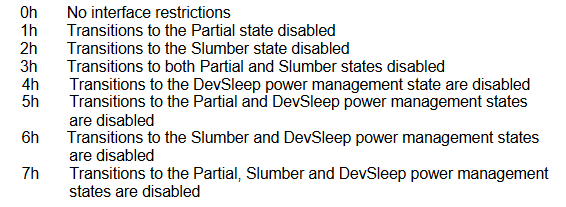 0h No interface restrictions
1h Transitions to the Partial state disabled
2h Transitions to the Slumber state disabled
3h Transitions to both Partial and Slumber states disabled
4h Transitions to the DevSleep power management state are disabled
5h Transitions to the Partial and DevSleep power management states
are disabled
6h Transitions to the Slumber and DevSleep power management states
are disabled
7h Transitions to the Partial, Slumber and DevSleep power management
states are disabled